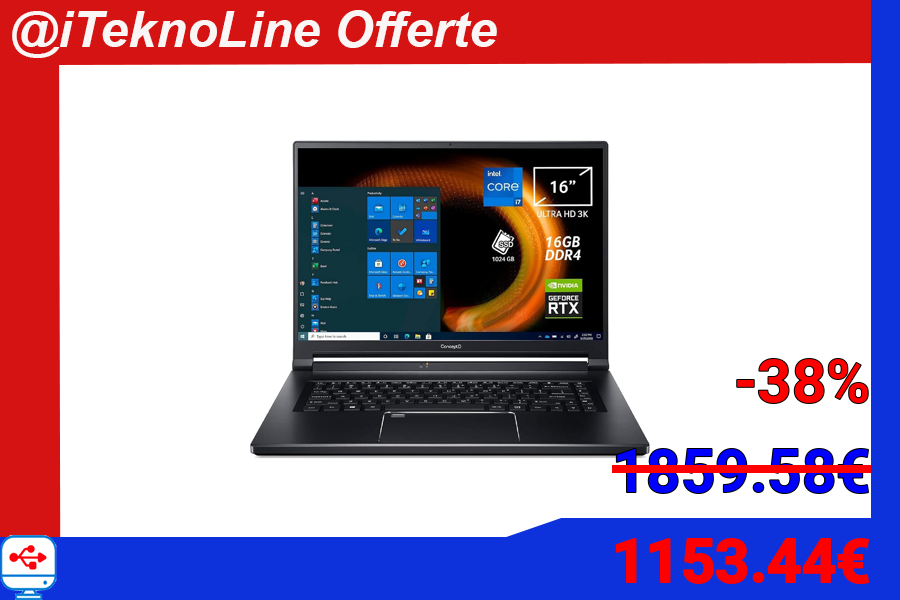 @iTeknoLine Offerte
intel
CORE
i7
16”
ULTRA HD 3K
SSD
1024 GB
16GB
DDR4
NVIDIA
GEFORCE
RTX
ConceptD
-38%
1859.58€
1153.44€